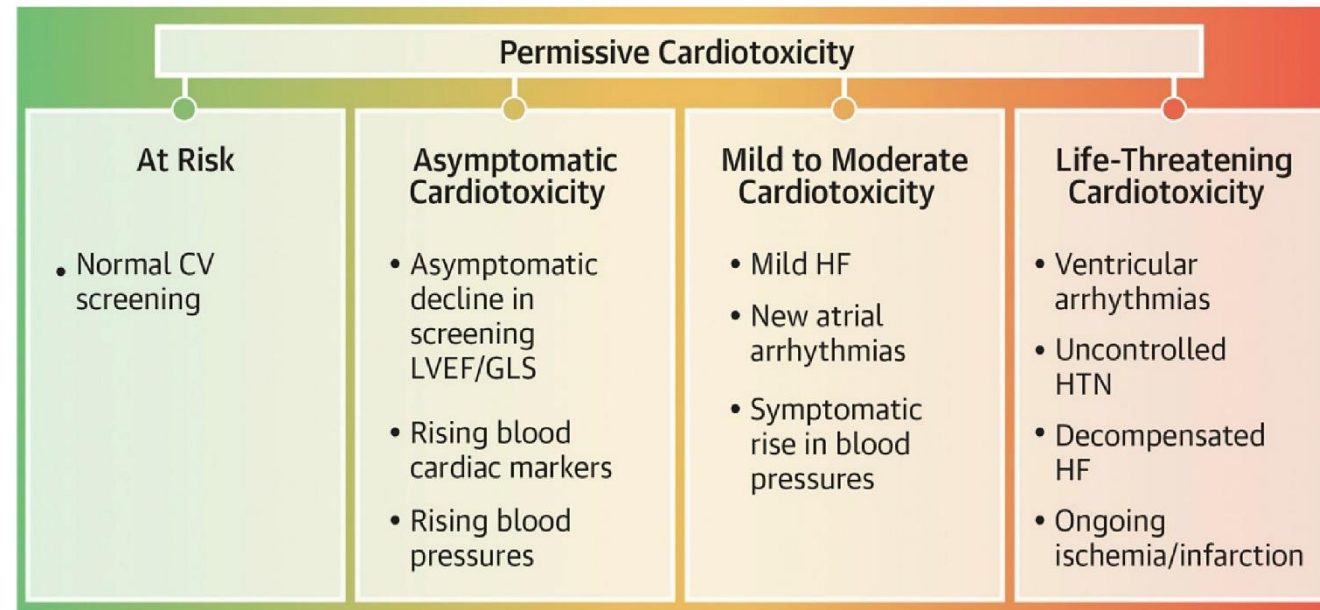 Permissive Cardiotoxicity
At Risk
• Normal CV
screening
Asymptomatic
Cardiotoxicity
• Asymptomatic
decline in
screening
LVEF/GLS
• Rising blood
cardiac markers
• Rising blood
pressures
Mild to Moderate
Cardiotoxicity
• Mild HF
• New atrial
arrhythmias
• Symptomatic
rise in blood
pressures
Life-Threatening
Cardiotoxicity
• Ventricular
arrhythmias
• Uncontrolled
HTN
• Decompensated
HF
• Ongoing
ischemia/infarction